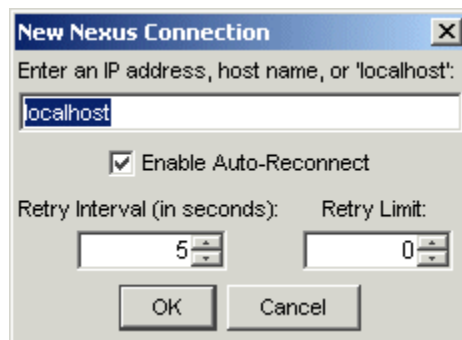 New Nexus Connection
Enter an IP address, host name, or 'localhost':
localhost
Enable Auto-Reconnect
Retry Interval (in seconds): Retry Limit:
5 0
OK Cancel